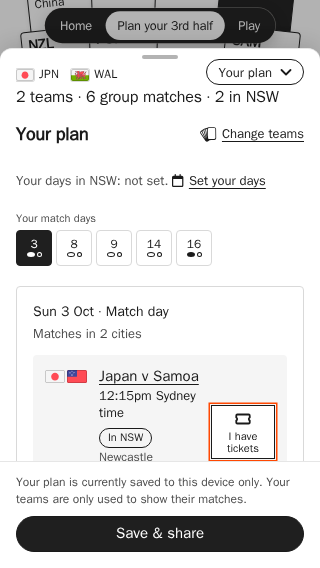 China
Home
Plan your 3rd half
Play
NZL
JPN
WAL
Your plan
2 teams · 6 group matches · 2 in NSW
Your plan
Change teams
Your days in NSW: not set.
Set your days
Your match days
3
8
9
14
16
Sun 3 Oct · Match day
Matches in 2 cities
Japan v Samoa
12:15pm Sydney
time
In NSW
Newcastle
I have
tickets
Your plan is currently saved to this device only. Your
teams are only used to show their matches.
Save & share